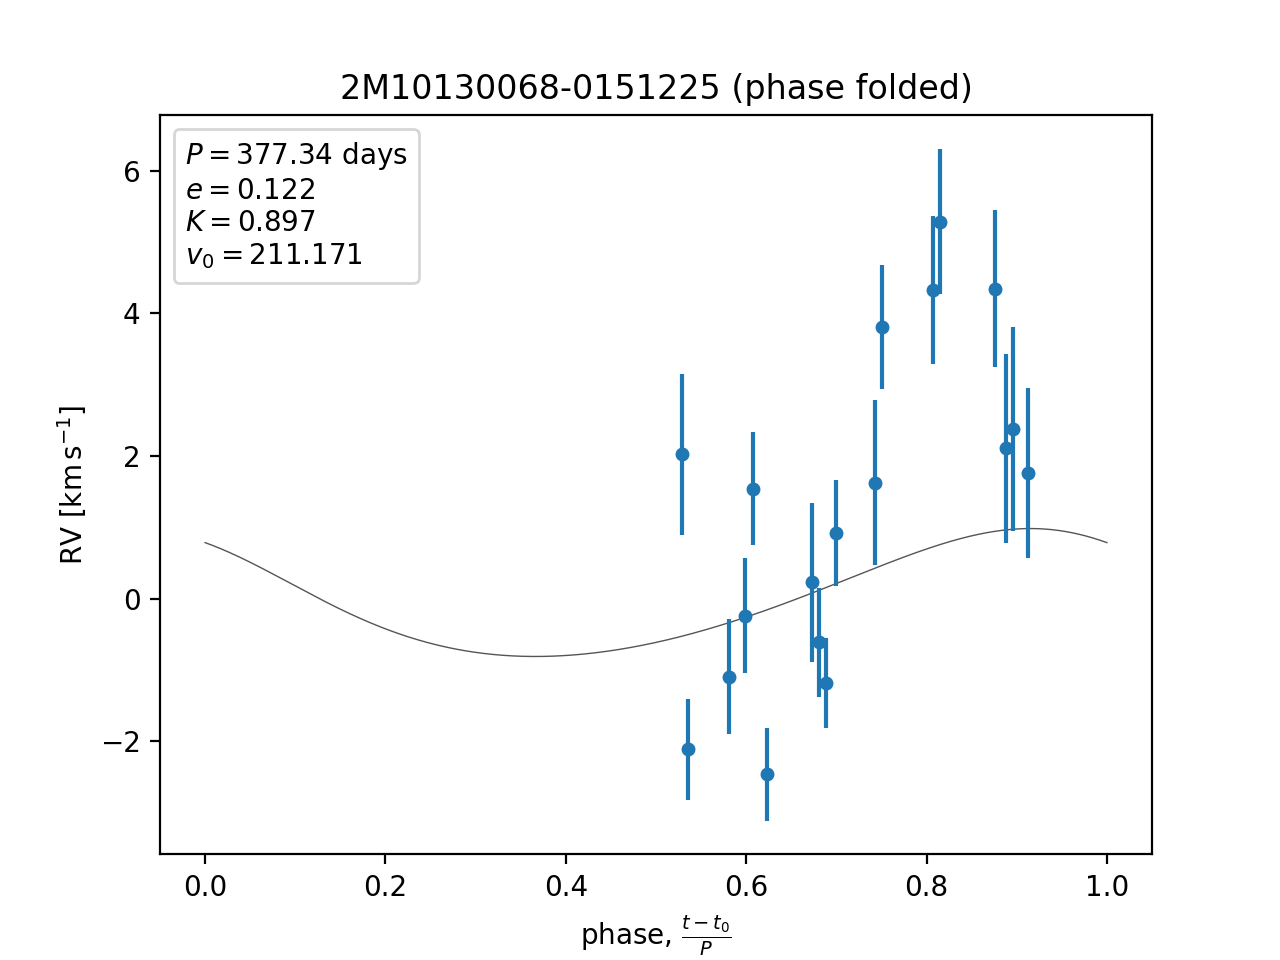 2M10130068-0151225 (phase folded)
P = 377.34 days
e = 0.122
K = 0.897
v₀ = 211.171
6
4
2
0
−2
RV [km s⁻¹]
0.0 0.2 0.4 0.6 0.8 1.0
phase, (t − t₀)/P